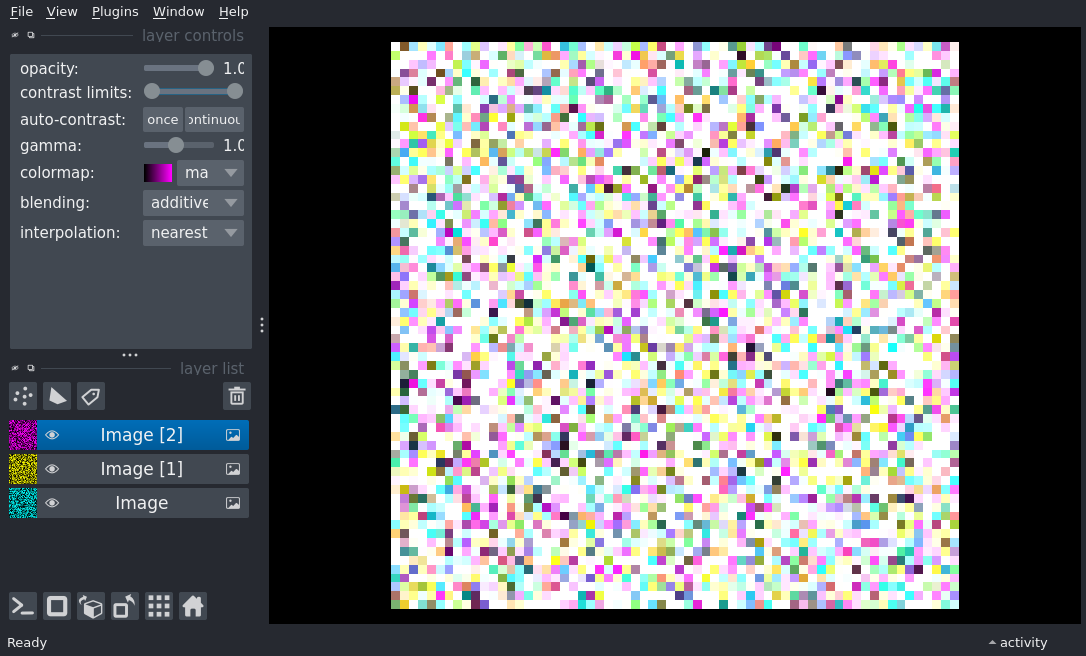 File View Plugins Window Help
layer controls
opacity: 1.0
contrast limits:
auto-contrast: once ontinuou
gamma: 1.0
colormap: ma
blending: additive
interpolation: nearest
layer list
Image [2]
Image [1]
Image
Ready
activity